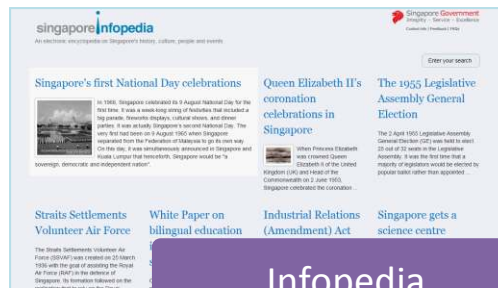 singapore infopedia
An electronic encyclopedia on Singapore's history, culture, people and events
Singapore Government
Integrity · Service · Excellence
Contact Info | Feedback |
Enter your search
Singapore's first National Day celebrations
In 1966, Singapore celebrated its 9 August National Day for the
first time. It was a week-long string of festivities that included a
big parade, fireworks displays, cultural shows, and dinner
parties. It was actually Singapore's second National Day. The
very first had been on 9 August 1965 when Singapore
separated from the Federation of Malaysia to go its own way.
On this day, it was simultaneously announced in Singapore and
Kuala Lumpur that henceforth, Singapore would be "a
sovereign, democratic and independent nation".
Queen Elizabeth II's
coronation
celebrations in
Singapore
When Princess Elizabeth
was crowned Queen
Elizabeth II of the United
Kingdom (UK) and Head of the
Commonwealth on 2 June 1953,
Singapore celebrated the coronation ...
The 1955 Legislative
Assembly General
Election
The 2 April 1955 Legislative Assembly
General Election (GE) was held to elect
25 out of 32 seats in the Legislative
Assembly. It was the first time that a
majority of legislators would be elected by
popular ballot rather than appointed ...
Straits Settlements
Volunteer Air Force
The Straits Settlements Volunteer Air
Force (SSVAF) was created on 25 March
1936 with the goal of assisting the Royal
Air Force (RAF) in the defence of
Singapore. Its formation followed on the
White Paper on
bilingual education
Industrial Relations
(Amendment) Act
Singapore gets a
science centre
Infopedia